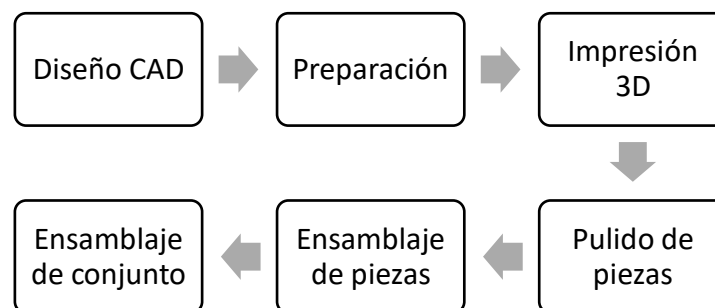 Diseño CAD
Preparación
Impresión
3D
Pulido de
piezas
Ensamblaje
de piezas
Ensamblaje
de conjunto